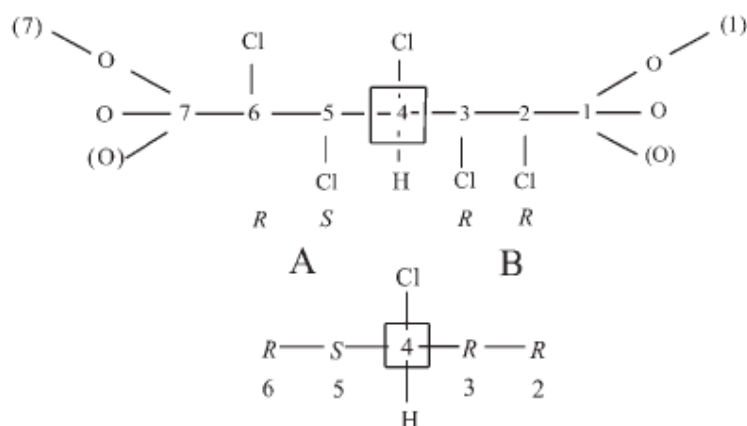 (7) Cl Cl (1)
O O
O 7 6 5 4 3 2 1 O
(O) (O)
Cl H Cl Cl
R S R R
A B
Cl
R S 4 R R
6 5 3 2
H